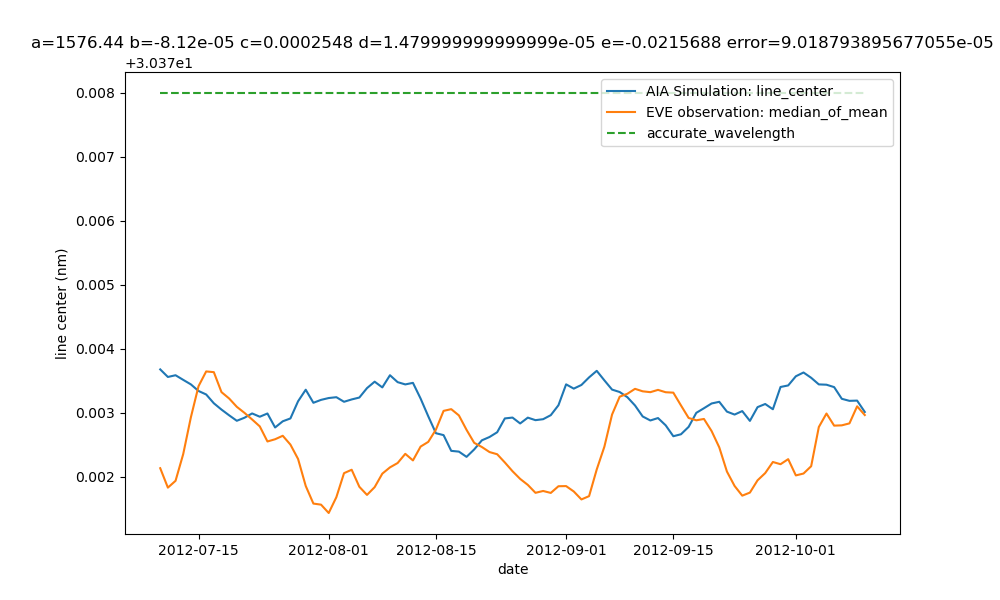 a=1576.44 b=-8.12e-05 c=0.0002548 d=1.479999999999999e-05 e=-0.0215688 error=9.018793895677055e-05
+3.037e1
0.008
0.007
0.006
0.005
0.004
0.003
0.002
line center (nm)
AIA Simulation: line_center
EVE observation: median_of_mean
accurate_wavelength
2012-07-15 2012-08-01 2012-08-15 2012-09-01 2012-09-15 2012-10-01
date